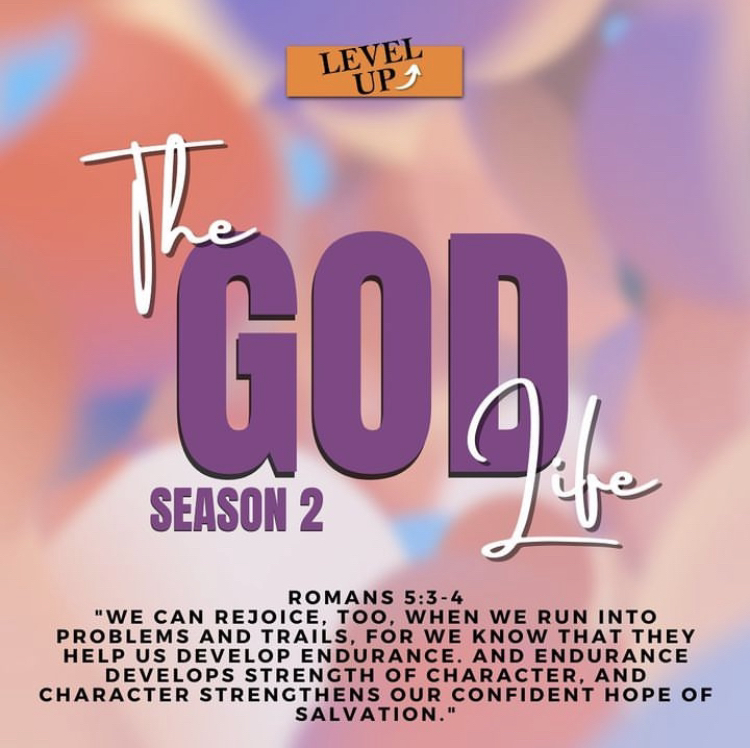 LEVEL
UP
The
GOD
Life
SEASON 2
ROMANS 5:3-4
"WE CAN REJOICE, TOO, WHEN WE RUN INTO
PROBLEMS AND TRAILS, FOR WE KNOW THAT THEY
HELP US DEVELOP ENDURANCE. AND ENDURANCE
DEVELOPS STRENGTH OF CHARACTER, AND
CHARACTER STRENGTHENS OUR CONFIDENT HOPE OF
SALVATION."